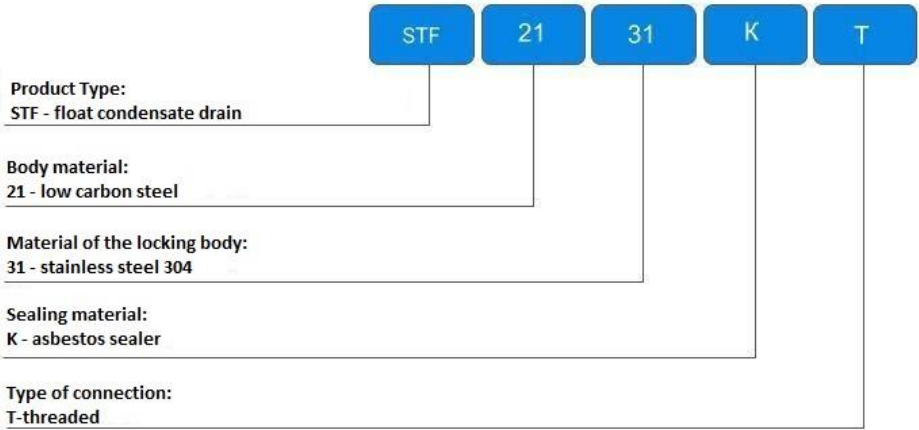 STF 21 31 K T
Product Type:
STF - float condensate drain
Body material:
21 - low carbon steel
Material of the locking body:
31 - stainless steel 304
Sealing material:
K - asbestos sealer
Type of connection:
T-threaded